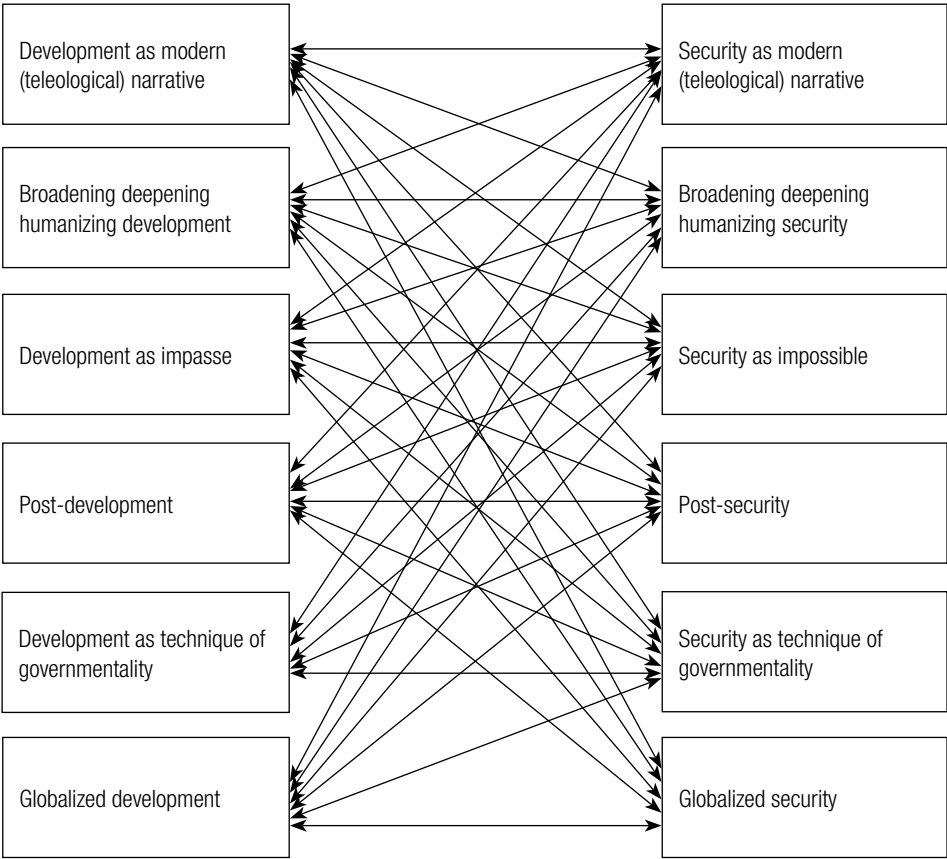 Development as modern
(teleological) narrative
Security as modern
(teleological) narrative
Broadening deepening
humanizing development
Broadening deepening
humanizing security
Development as impasse
Security as impossible
Post-development
Post-security
Development as technique of
governmentality
Security as technique of
governmentality
Globalized development
Globalized security